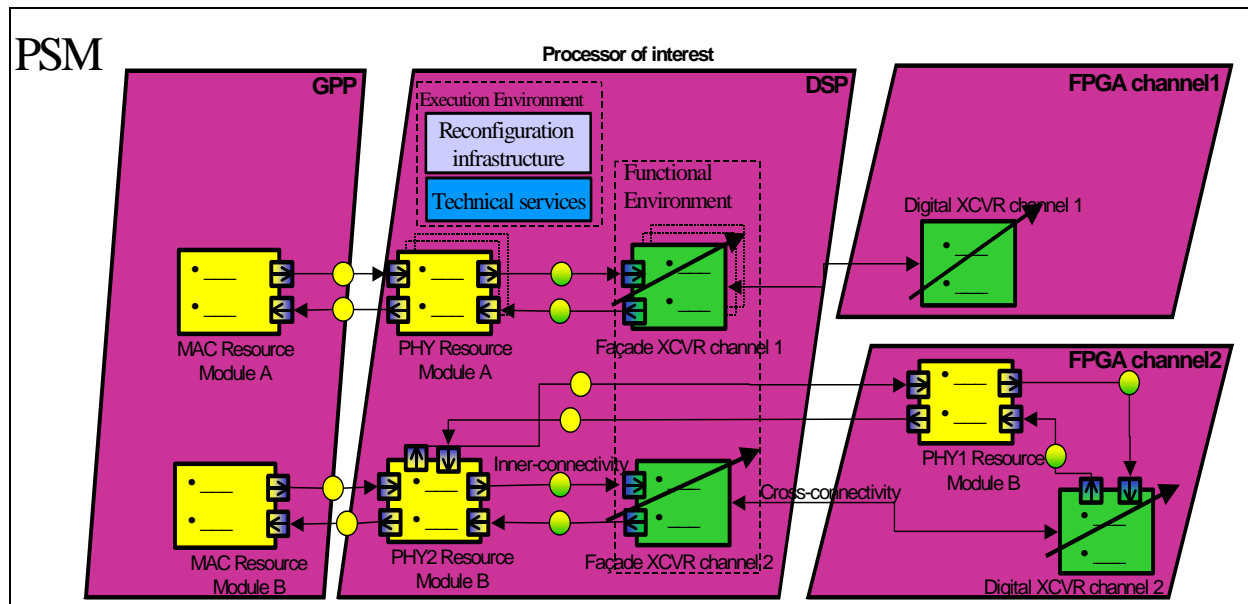 PSM
Processor of interest
GPP
DSP
FPGA channel1
Execution Environment
Reconfiguration
infrastructure
Technical services
Functional
Environment
Digital XCVR channel 1
MAC Resource
Module A
PHY Resource
Module A
Façade XCVR channel 1
FPGA channel2
PHY1 Resource
Module B
Inner-connectivity
Cross-connectivity
MAC Resource
Module B
PHY2 Resource
Module B
Façade XCVR channel 2
Digital XCVR channel 2